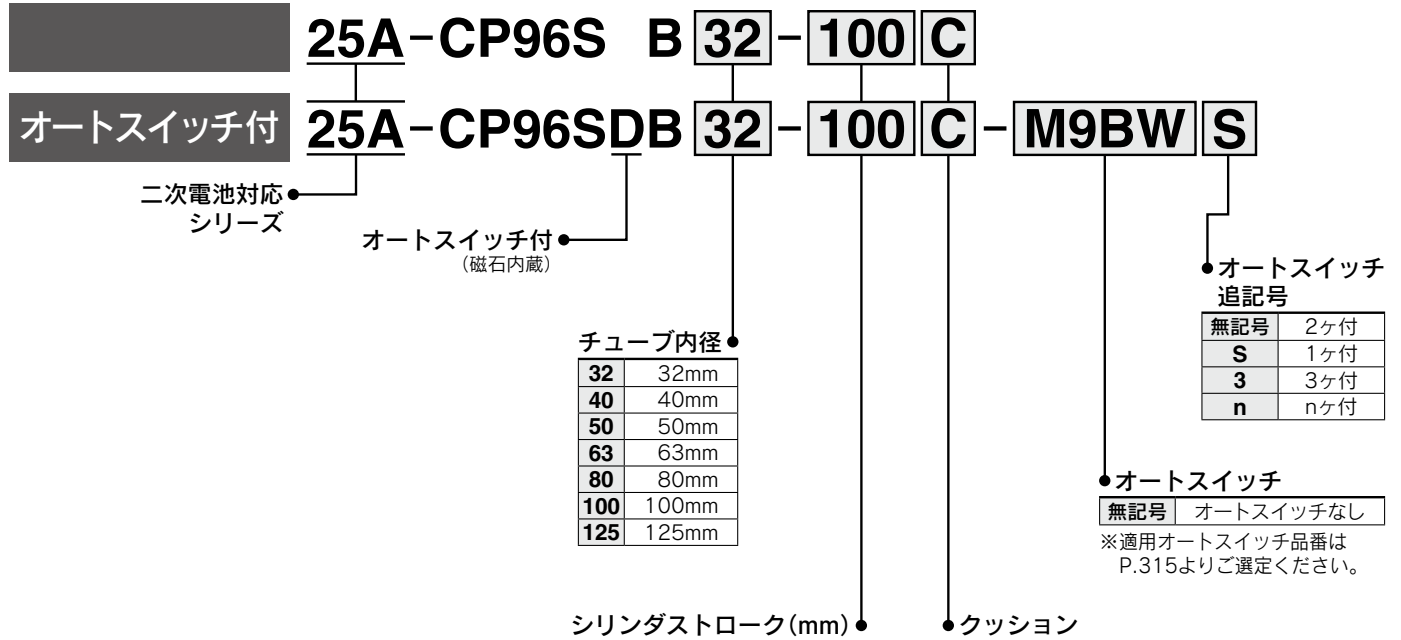 25A-CP96S B 32-100 C
オートスイッチ付 25A-CP96SDB 32-100 C-M9BW S
二次電池対応
シリーズ
オートスイッチ付
(磁石内蔵)
チューブ内径
32 32mm
40 40mm
50 50mm
63 63mm
80 80mm
100 100mm
125 125mm
オートスイッチ
追記号
無記号 2ヶ付
S 1ヶ付
3 3ヶ付
n nヶ付
オートスイッチ
無記号 オートスイッチなし
※適用オートスイッチ品番は
P.315よりご選定ください。
シリンダストローク(mm) クッション